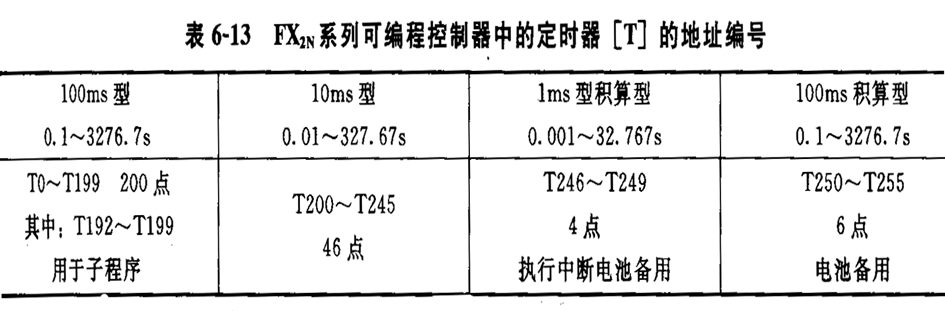 表 6-13 FX2N系列可编程控制器中的定时器［T］的地址编号
100ms 型
0.1～3276.7s
10ms 型
0.01～327.67s
1ms 型积算型
0.001～32.767s
100ms 积算型
0.1～3276.7s
T0～T199 200 点
其中：T192～T199
用于子程序
T200～T245
46 点
T246～T249
4 点
执行中断电池备用
T250～T255
6 点
电池备用